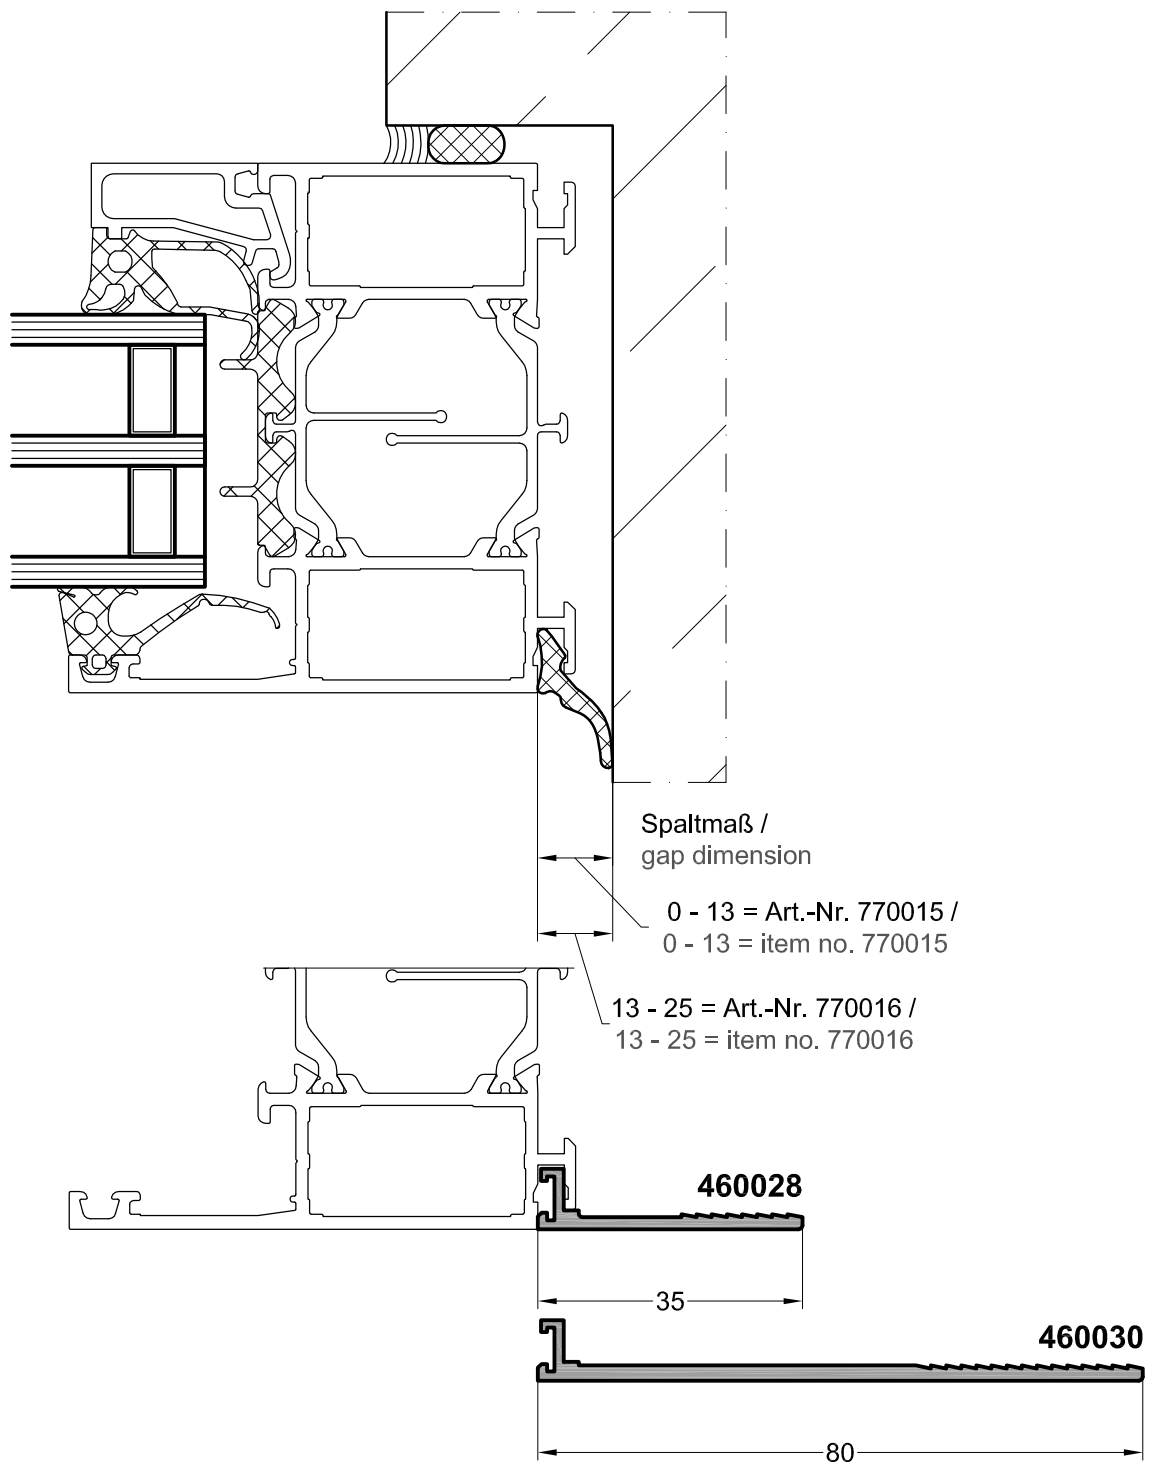 Spaltmaß /
gap dimension
0 - 13 = Art.-Nr. 770015 /
0 - 13 = item no. 770015
13 - 25 = Art.-Nr. 770016 /
13 - 25 = item no. 770016
460028
35
460030
80